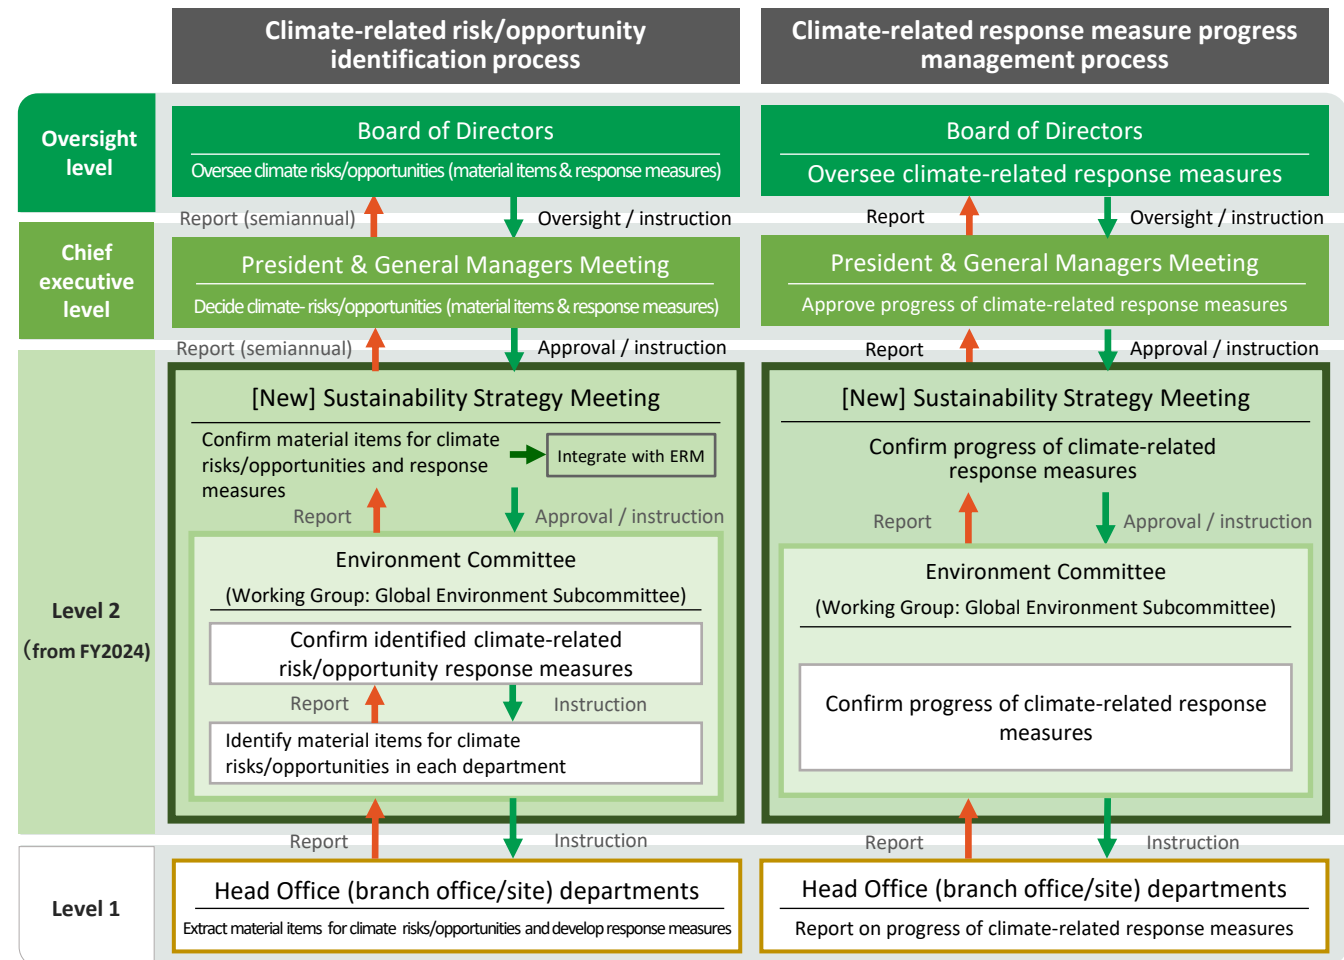 Climate-related risk/opportunity
identification process
Climate-related response measure progress
management process
Oversight
level
Board of Directors
Oversee climate risks/opportunities (material items & response measures)
Board of Directors
Oversee climate-related response measures
Report (semiannual)
Oversight / instruction
Report
Oversight / instruction
Chief
executive
level
President & General Managers Meeting
Decide climate- risks/opportunities (material items & response measures)
President & General Managers Meeting
Approve progress of climate-related response measures
Report (semiannual)
Approval / instruction
Report
Approval / instruction
Level 2
(from FY2024)
[New] Sustainability Strategy Meeting
Confirm material items for climate
risks/opportunities and response
measures
Integrate with ERM
Report
Approval / instruction
Environment Committee
(Working Group: Global Environment Subcommittee)
Confirm identified climate-related
risk/opportunity response measures
Report
Instruction
Identify material items for climate
risks/opportunities in each department
[New] Sustainability Strategy Meeting
Confirm progress of climate-related
response measures
Report
Approval / instruction
Environment Committee
(Working Group: Global Environment Subcommittee)
Confirm progress of climate-related response
measures
Report
Instruction
Report
Instruction
Level 1
Head Office (branch office/site) departments
Extract material items for climate risks/opportunities and develop response measures
Head Office (branch office/site) departments
Report on progress of climate-related response measures